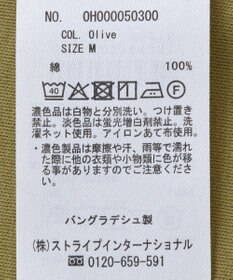 NO. OH000050300
COL. Olive
SIZE M
綿 100%
40
濃色品は白物と分別洗い。つけ置き
禁止。淡色品は蛍光増白剤禁止。洗
濯ネット使用。アイロンあて布使用。
・濃色製品は摩擦や汗、雨等で濡れ
た際に他の衣類や小物類に色が移
る事がありますのでご注意下さい。
バングラデシュ製
(株)ストライプインターナショナル
0120-659-591